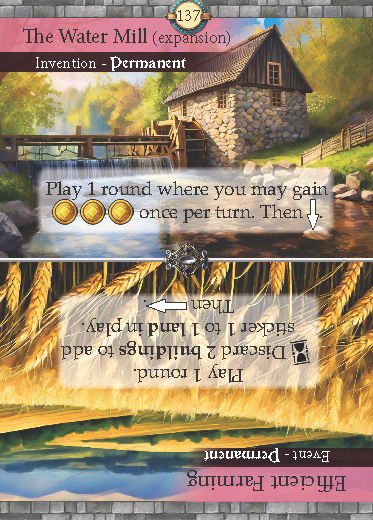 137
The Water Mill (expansion)
Invention - Permanent
Play 1 round where you may gain
once per turn. Then .
Efficient Farming
Event - Permanent
Play 1 round.
Discard 2 buildings to add
sticker 1 to 1 land in play.
Then .